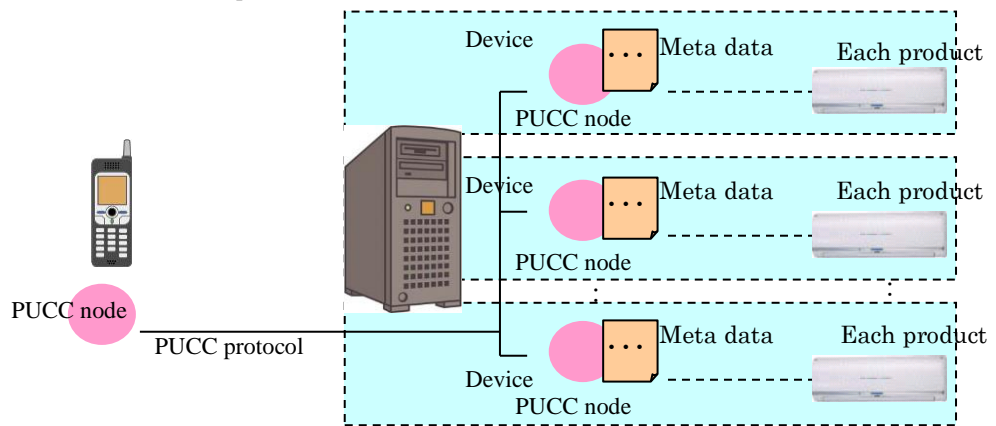 Device
...
Meta data
Each product
PUCC node
Device
...
Meta data
Each product
PUCC node
PUCC node
PUCC protocol
...
Meta data
Each product
Device
PUCC node